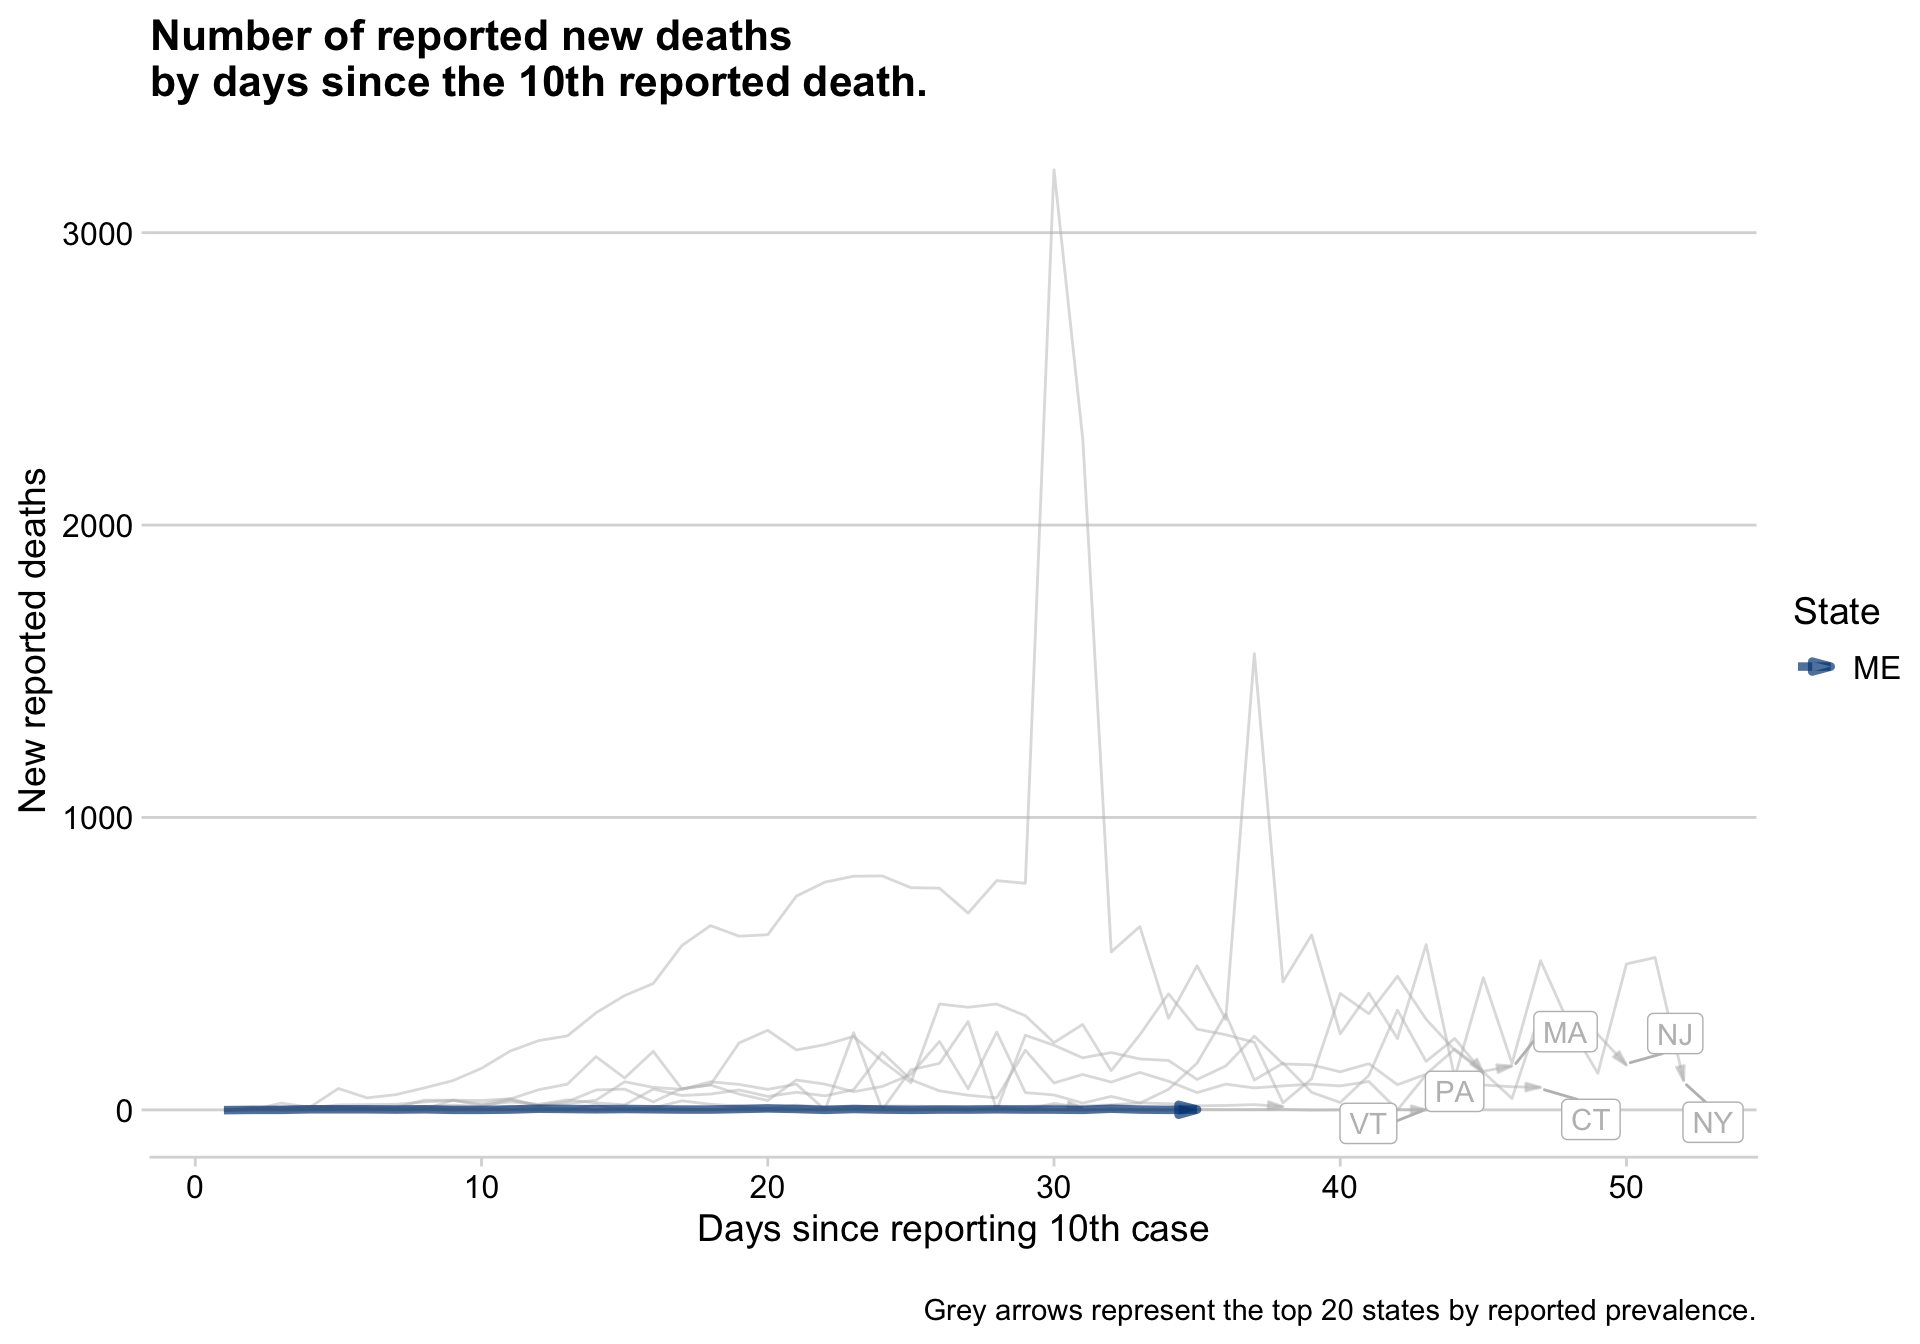 Number of reported new deaths
by days since the 10th reported death.
New reported deaths
3000
2000
1000
0
0 10 20 30 40 50
Days since reporting 10th case
MA
NJ
PA
VT
CT
NY
State
ME
Grey arrows represent the top 20 states by reported prevalence.